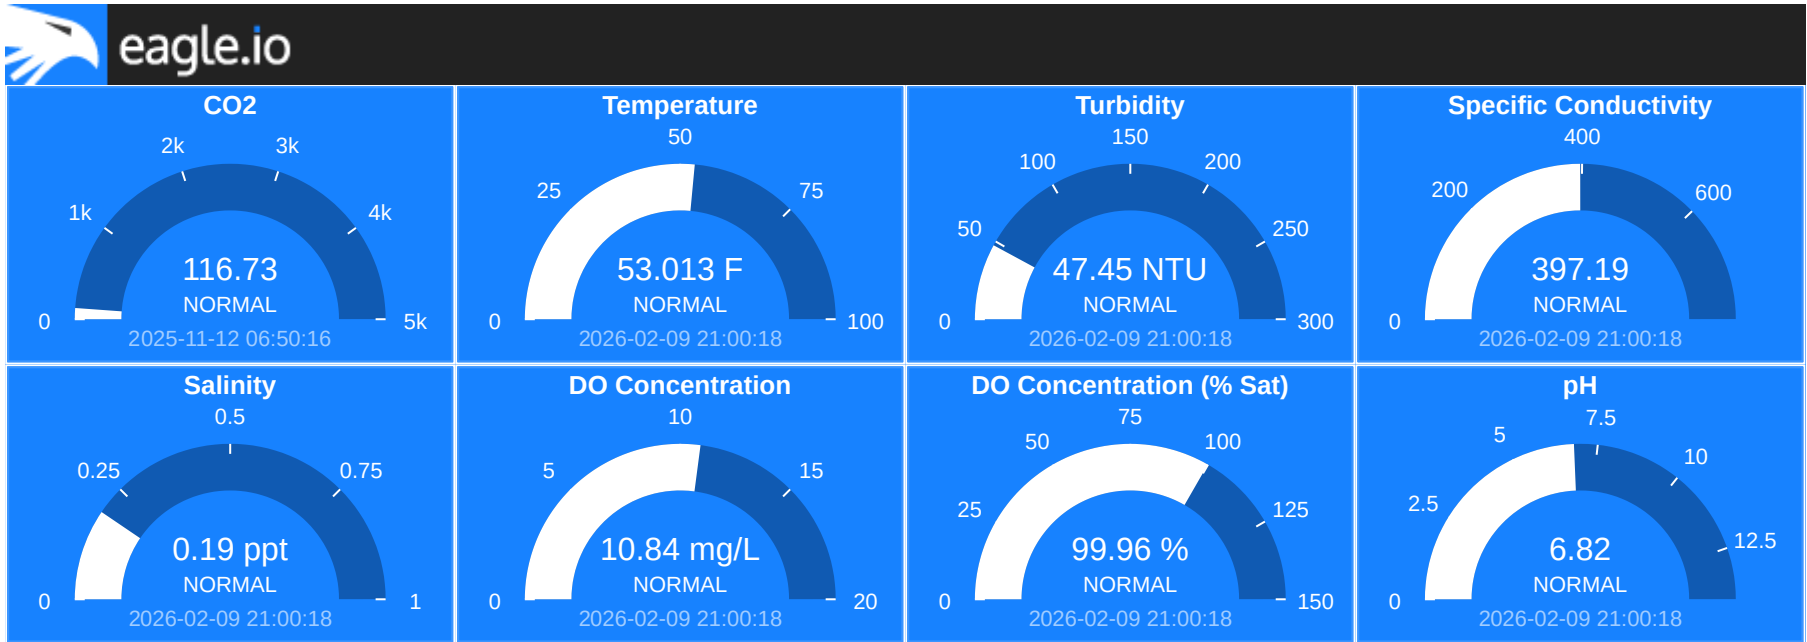 eagle.io
CO2
0
1k
2k
3k
4k
5k
116.73
NORMAL
2025-11-12 06:50:16
Temperature
0
25
50
75
100
53.013 F
NORMAL
2026-02-09 21:00:18
Turbidity
0
50
100
150
200
250
300
47.45 NTU
NORMAL
2026-02-09 21:00:18
Specific Conductivity
0
200
400
600
397.19
NORMAL
2026-02-09 21:00:18
Salinity
0
0.25
0.5
0.75
1
0.19 ppt
NORMAL
2026-02-09 21:00:18
DO Concentration
0
5
10
15
20
10.84 mg/L
NORMAL
2026-02-09 21:00:18
DO Concentration (% Sat)
0
25
50
75
100
125
150
99.96 %
NORMAL
2026-02-09 21:00:18
pH
0
2.5
5
7.5
10
12.5
6.82
NORMAL
2026-02-09 21:00:18